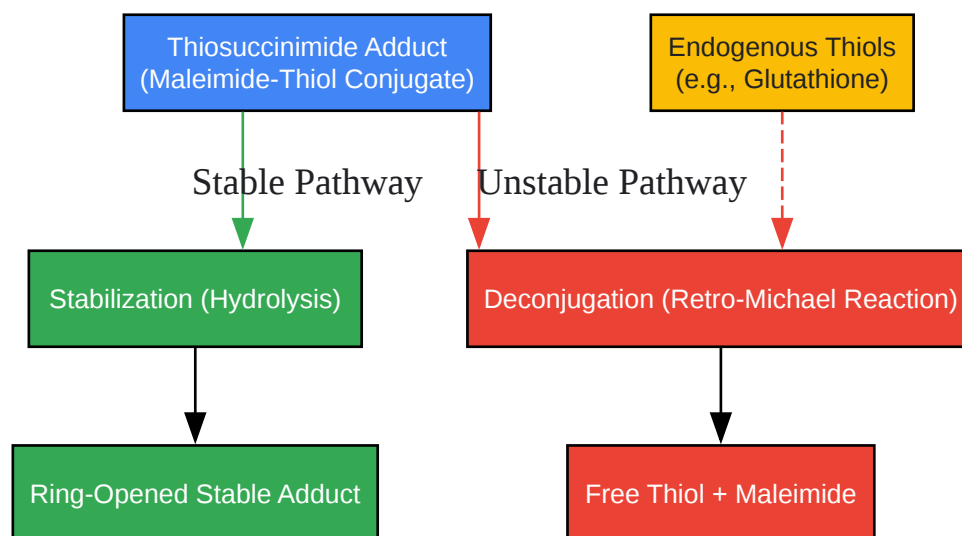 Thiosuccinimide Adduct
(Maleimide-Thiol Conjugate)
Endogenous Thiols
(e.g., Glutathione)
Stable Pathway
Unstable Pathway
Stabilization (Hydrolysis)
Deconjugation (Retro-Michael Reaction)
Ring-Opened Stable Adduct
Free Thiol + Maleimide